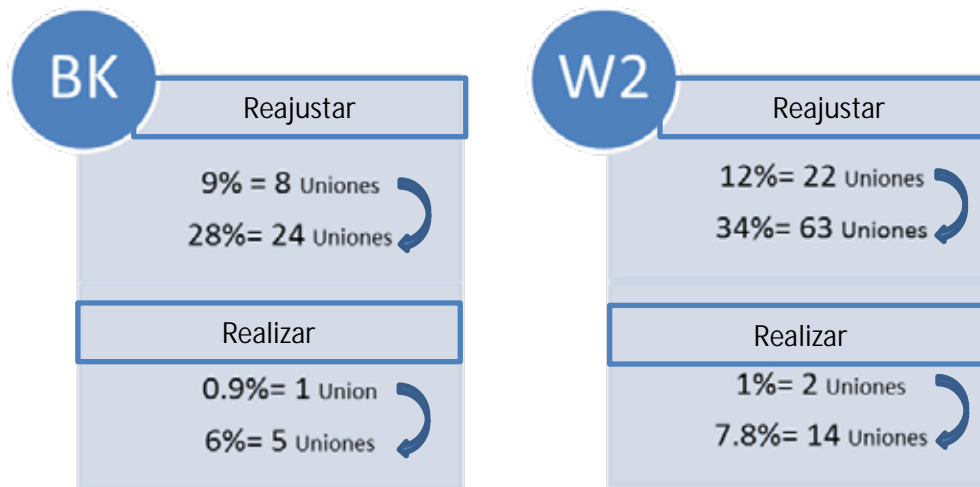 BK
Reajustar
9% = 8 Uniones
28%= 24 Uniones
Realizar
0.9%= 1 Union
6%= 5 Uniones
W2
Reajustar
12%= 22 Uniones
34%= 63 Uniones
Realizar
1%= 2 Uniones
7.8%= 14 Uniones